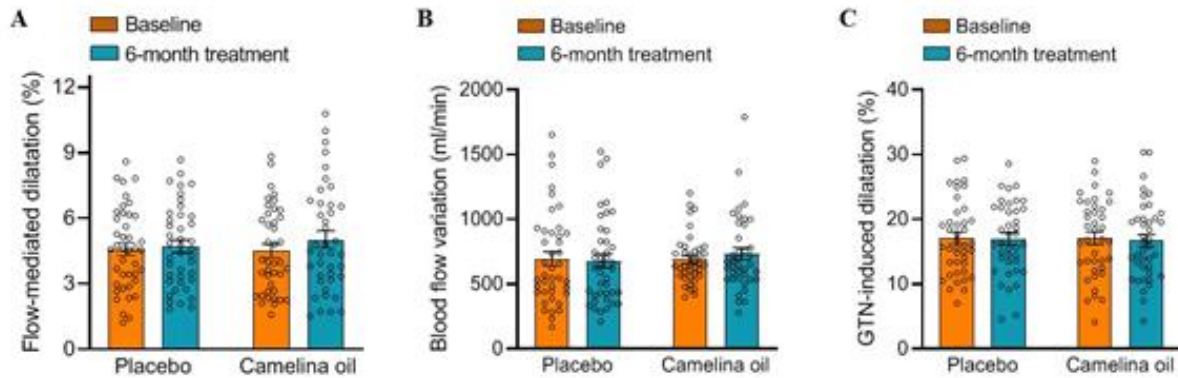 A
Baseline
6-month treatment
Flow-mediated dilatation (%)
12
9
6
3
0
Placebo
Camelina oil
B
Baseline
6-month treatment
Blood flow variation (ml/min)
2000
1500
1000
500
0
Placebo
Camelina oil
C
Baseline
6-month treatment
GTN-induced dilatation (%)
40
30
20
10
0
Placebo
Camelina oil